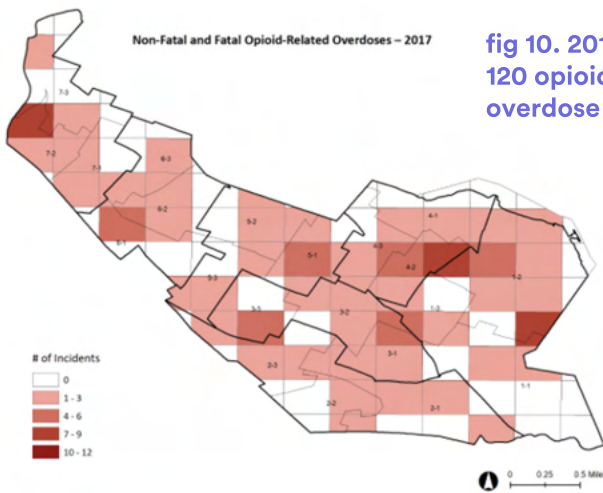 Non-Fatal and Fatal Opioid-Related Overdoses – 2017
fig 10. 201
120 opioid
overdose
7-3
7-2
7-1
6-3
6-2
6-1
5-2
5-1
5-3
4-1
4-3
4-2
1-2
3-1
3-2
1-3
3-1
2-3
2-2
2-1
1-1
# of Incidents
0
1 - 3
4 - 6
7 - 9
10 - 12
0 0.25 0.5 Mile